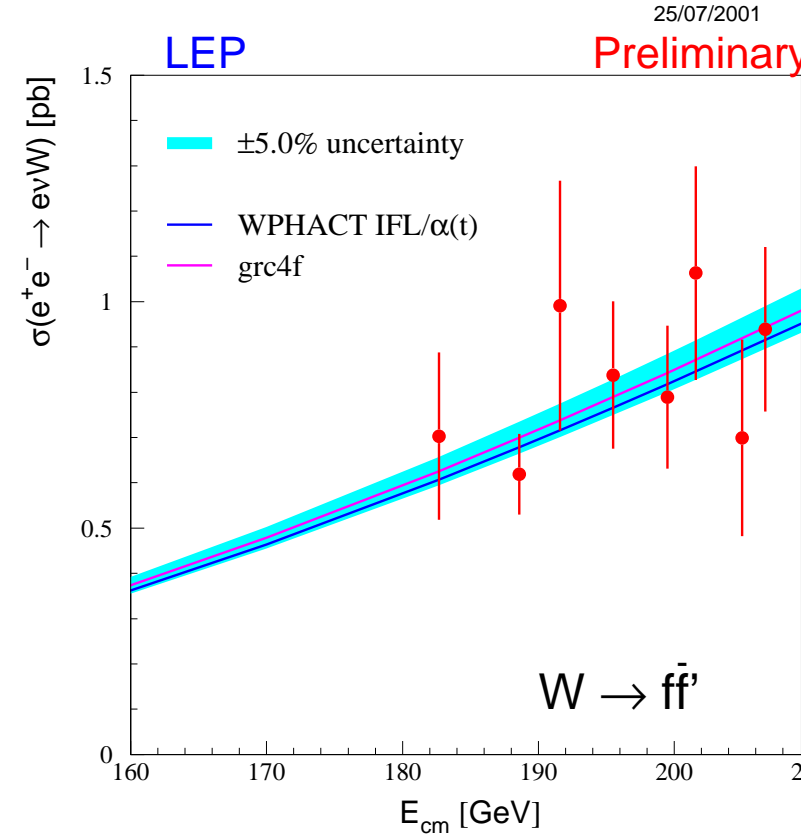 25/07/2001
LEP Preliminary
σ(e⁺e⁻ → eνW) [pb]
1.5
±5.0% uncertainty
WPHACT IFL/α(t)
grc4f
1
0.5
W → ff̄’
0
160 170 180 190 200 2
E_cm [GeV]